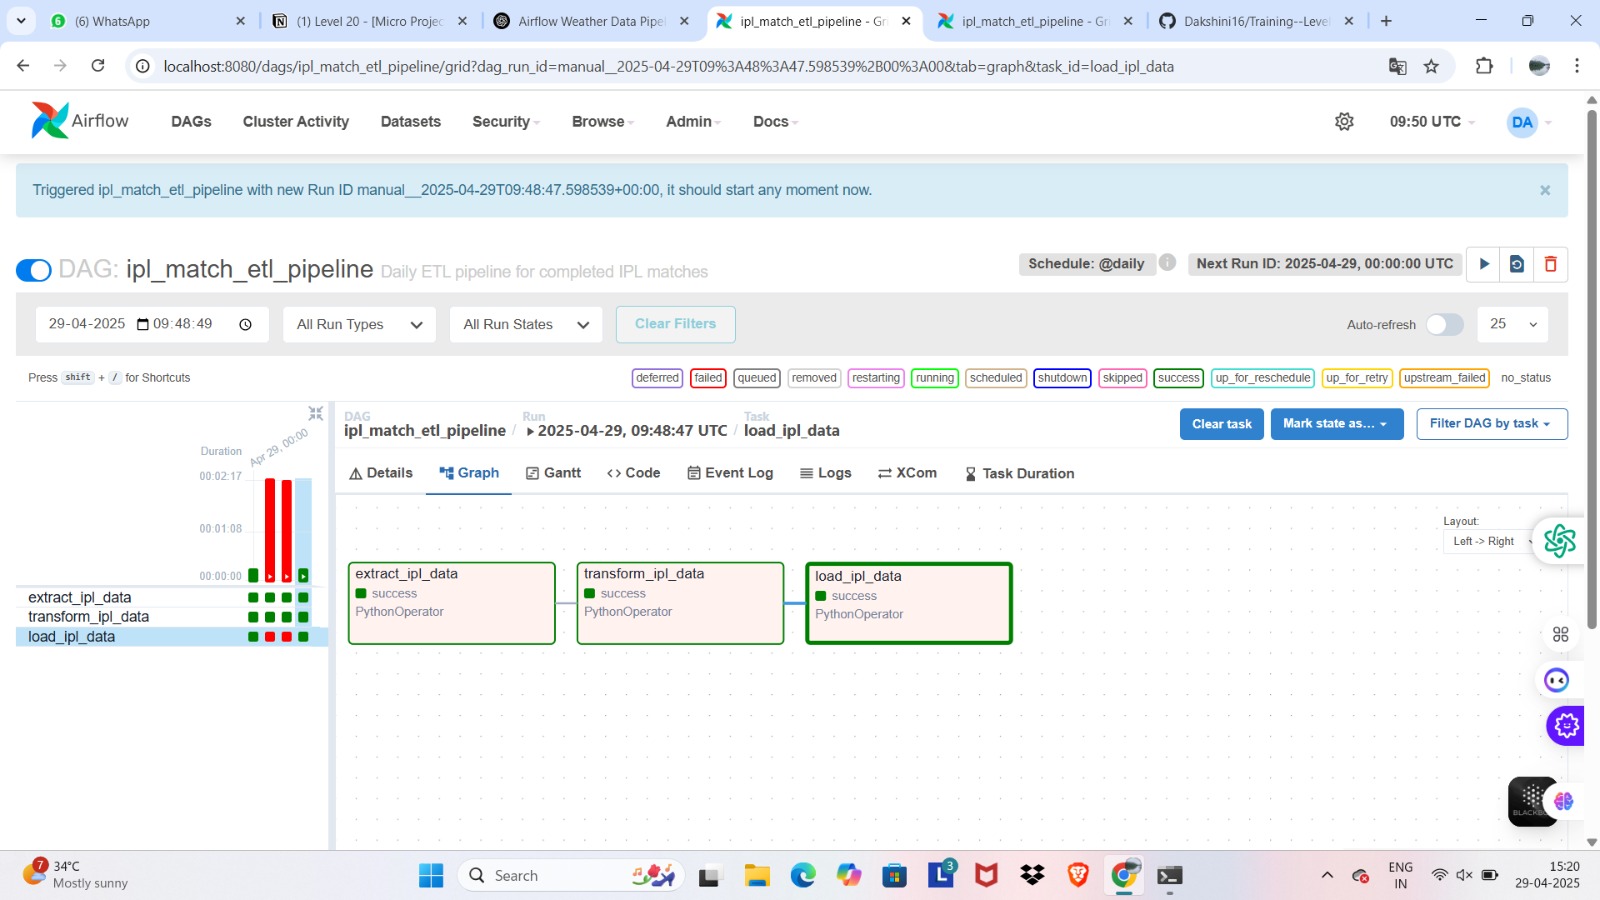 (6) WhatsApp
(1) Level 20 - [Micro Projec
Airflow Weather Data Pipel
ipl_match_etl_pipeline - Gri
ipl_match_etl_pipeline - Gri
Dakshini16/Training--Level
localhost:8080/dags/ipl_match_etl_pipeline/grid?dag_run_id=manual__2025-04-29T09%3A48%3A47.598539%2B00%3A00&tab=graph&task_id=load_ipl_data
Airflow DAGs Cluster Activity Datasets Security Browse Admin Docs 09:50 UTC DA
Triggered ipl_match_etl_pipeline with new Run ID manual__2025-04-29T09:48:47.598539+00:00, it should start any moment now.
DAG: ipl_match_etl_pipeline Daily ETL pipeline for completed IPL matches
Schedule: @daily Next Run ID: 2025-04-29, 00:00:00 UTC
29-04-2025 09:48:49 All Run Types All Run States Clear Filters Auto-refresh 25
Press shift + / for Shortcuts
deferred failed queued removed restarting running scheduled shutdown skipped success up_for_reschedule up_for_retry upstream_failed no_status
Duration
Apr 29, 00:00
00:02:17
00:01:08
00:00:00
extract_ipl_data
transform_ipl_data
load_ipl_data
DAG Run Task
ipl_match_etl_pipeline / 2025-04-29, 09:48:47 UTC / load_ipl_data
Clear task Mark state as... Filter DAG by task
Details Graph Gantt Code Event Log Logs XCom Task Duration
Layout:
Left -> Right
extract_ipl_data
success
PythonOperator
transform_ipl_data
success
PythonOperator
load_ipl_data
success
PythonOperator
7
34°C
Mostly sunny
Search
3
ENG
IN
15:20
29-04-2025